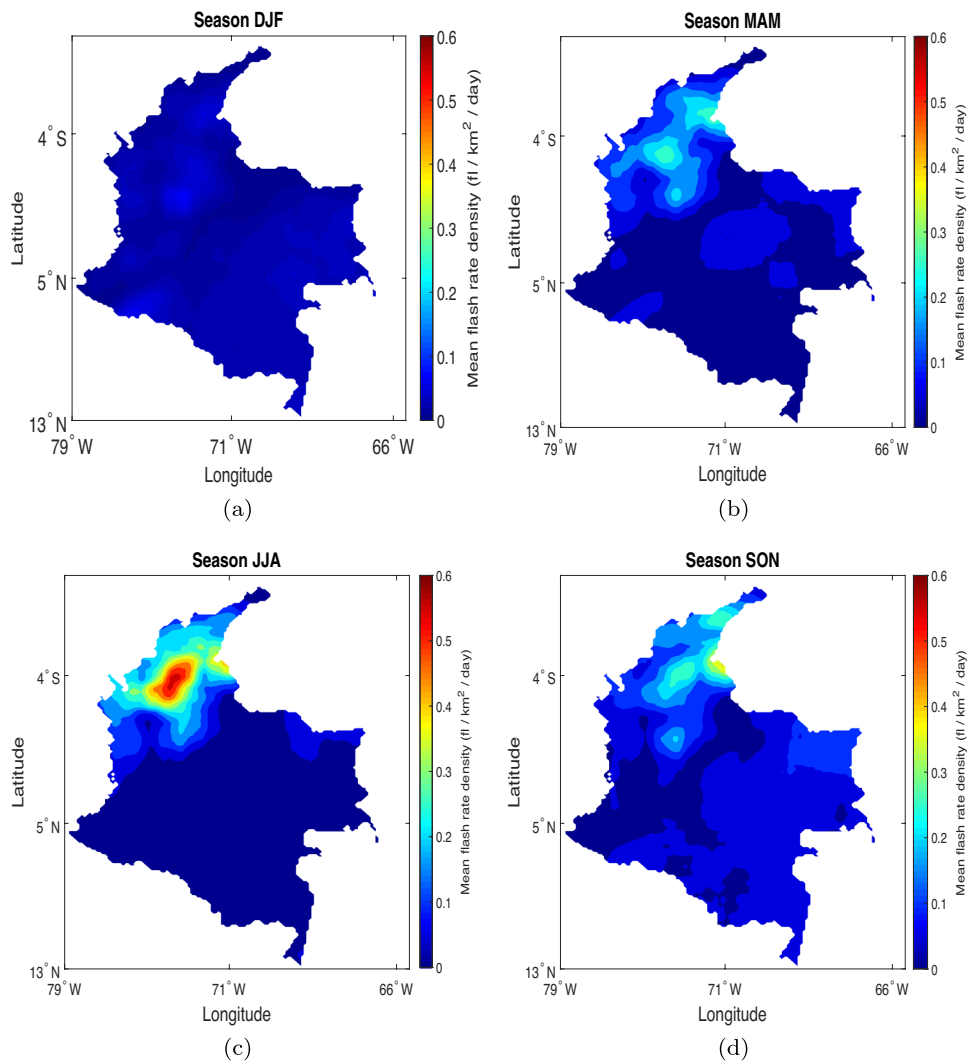 Season DJF
0.6
0.5
0.4
0.3
0.2
0.1
0
Mean flash rate density (fl / km² / day)
4°S
5°N
13°N
Latitude
79°W
71°W
66°W
Longitude
(a)
Season MAM
0.6
0.5
0.4
0.3
0.2
0.1
0
Mean flash rate density (fl / km² / day)
4°S
5°N
13°N
Latitude
79°W
71°W
66°W
Longitude
(b)
Season JJA
0.6
0.5
0.4
0.3
0.2
0.1
0
Mean flash rate density (fl / km² / day)
4°S
5°N
13°N
Latitude
79°W
71°W
66°W
Longitude
(c)
Season SON
0.6
0.5
0.4
0.3
0.2
0.1
0
Mean flash rate density (fl / km² / day)
4°S
5°N
13°N
Latitude
79°W
71°W
66°W
Longitude
(d)